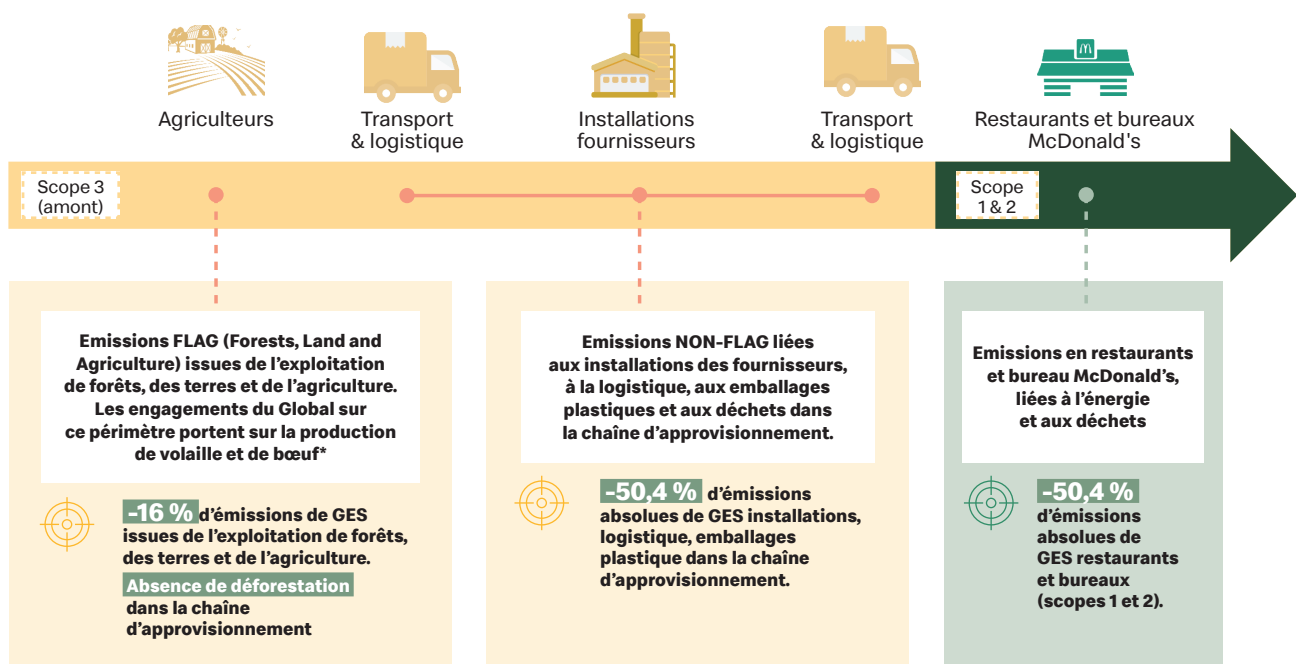 Agriculteurs
Transport
& logistique
Installations
fournisseurs
Transport
& logistique
Restaurants et bureaux
McDonald's
Scope 3
(amont)
Scope
1 & 2
Emissions FLAG (Forests, Land and
Agriculture) issues de l'exploitation
de forêts, des terres et de l'agriculture.
Les engagements du Global sur
ce périmètre portent sur la production
de volaille et de bœuf*
-16 % d'émissions de GES
issues de l'exploitation de forêts,
des terres et de l'agriculture.
Absence de déforestation
dans la chaîne
d'approvisionnement
Emissions NON-FLAG liées
aux installations des fournisseurs,
à la logistique, aux emballages
plastiques et aux déchets dans
la chaîne d'approvisionnement.
-50,4 % d'émissions
absolues de GES installations,
logistique, emballages
plastique dans la chaîne
d'approvisionnement.
Emissions en restaurants
et bureau McDonald's,
liées à l'énergie
et aux déchets
-50,4 %
d'émissions
absolues de
GES restaurants
et bureaux
(scopes 1 et 2).